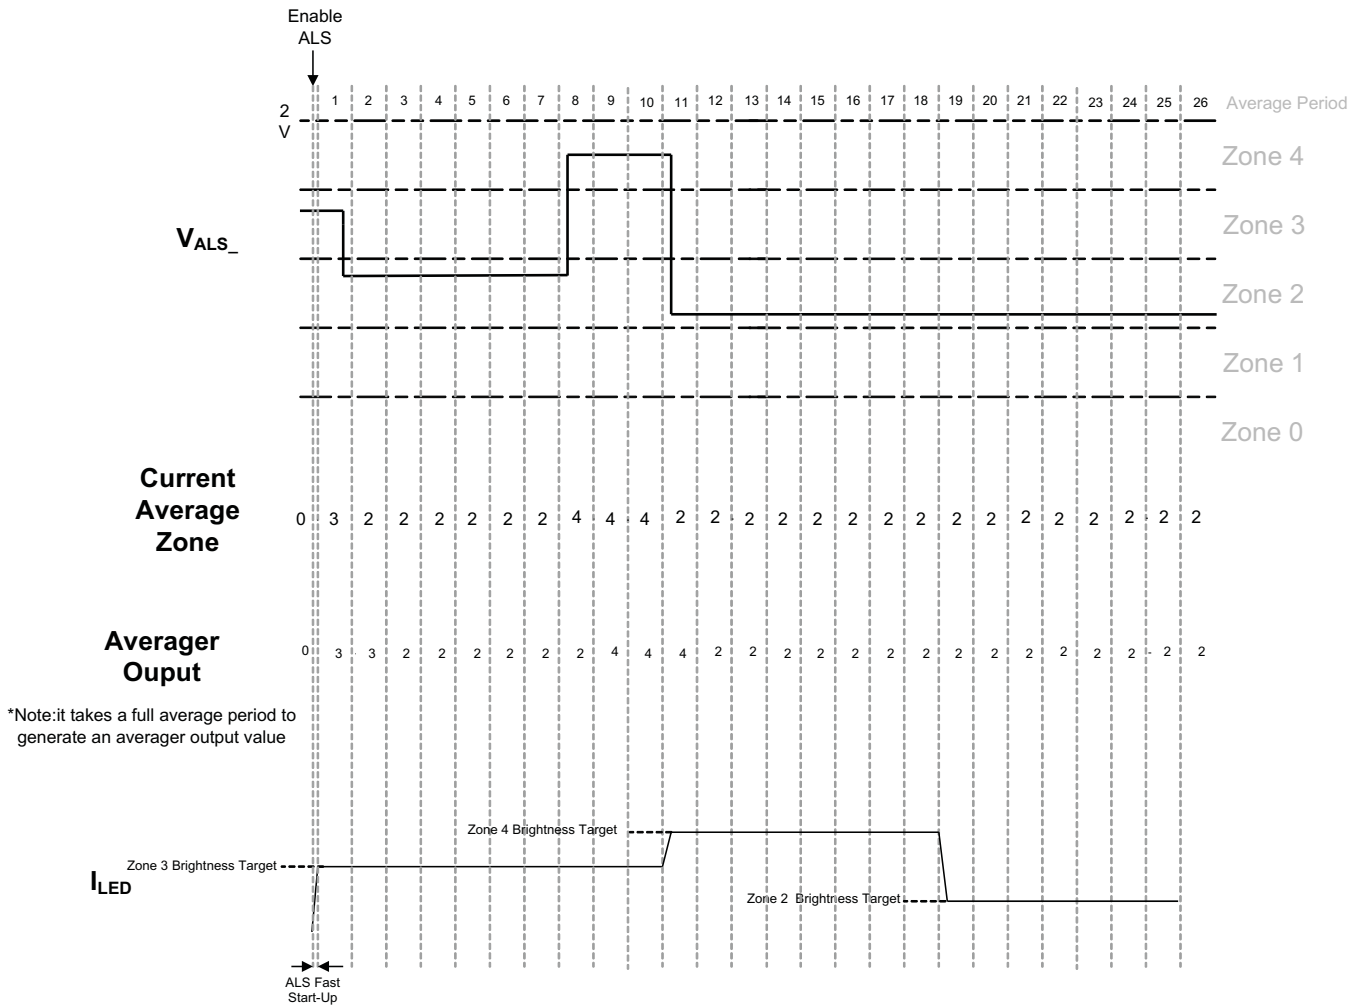 Enable
ALS
1 2 3 4 5 6 7 8 9 10 11 12 13 14 15 16 17 18 19 20 21 22 23 24 25 26 Average Period
2
V
Zone 4
Zone 3
VALS_
Zone 2
Zone 1
Zone 0
Current
Average
Zone
0 3 2 2 2 2 2 2 4 4 4 2 2 2 2 2 2 2 2 2 2 2 2 2 2 2 2
Averager
Ouput
0 3 3 2 2 2 2 2 2 4 4 4 2 2 2 2 2 2 2 2 2 2 2 2 2 2 2
*Note:it takes a full average period to
generate an averager output value
Zone 4 Brightness Target
Zone 3 Brightness Target
ILED
Zone 2 Brightness Target
ALS Fast
Start-Up